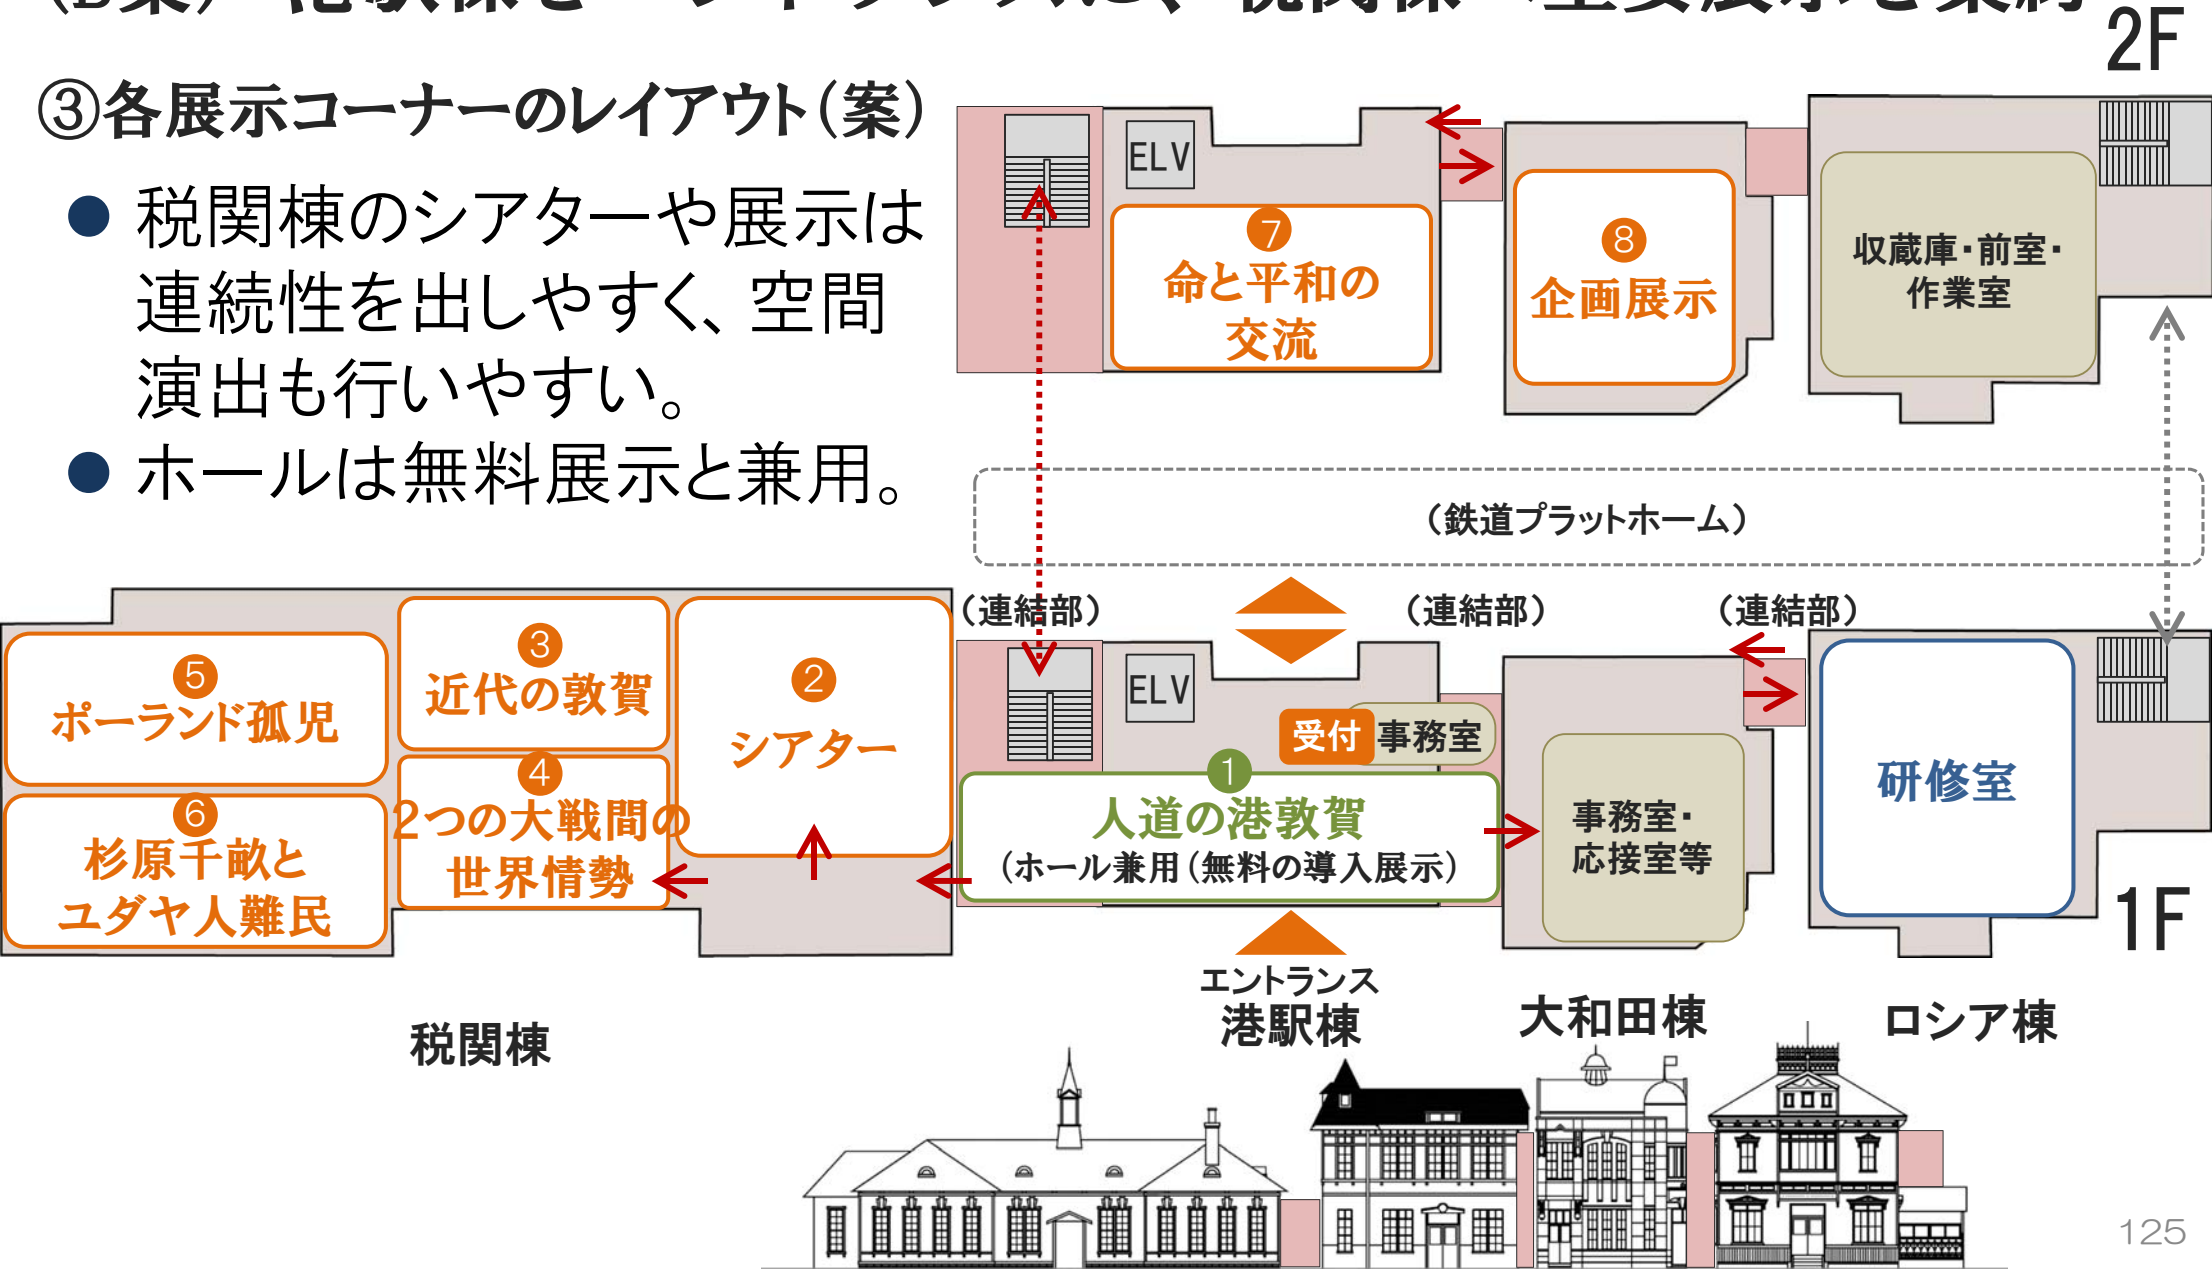 2F
③各展示コーナーのレイアウト(案)
● 税関棟のシアターや展示は
連続性を出しやすく、空間
演出も行いやすい。
● ホールは無料展示と兼用。
ELV
7
命と平和の
交流
8
企画展示
収蔵庫・前室・
作業室
(鉄道プラットホーム)
(連結部)
(連結部)
(連結部)
5
ポーランド孤児
3
近代の敦賀
2
シアター
ELV
受付
事務室
1
人道の港敦賀
(ホール兼用(無料の導入展示)
4
2つの大戦間の
世界情勢
6
杉原千畝と
ユダヤ人難民
事務室・
応接室等
研修室
1F
エントランス
港駅棟
大和田棟
ロシア棟
税関棟
125